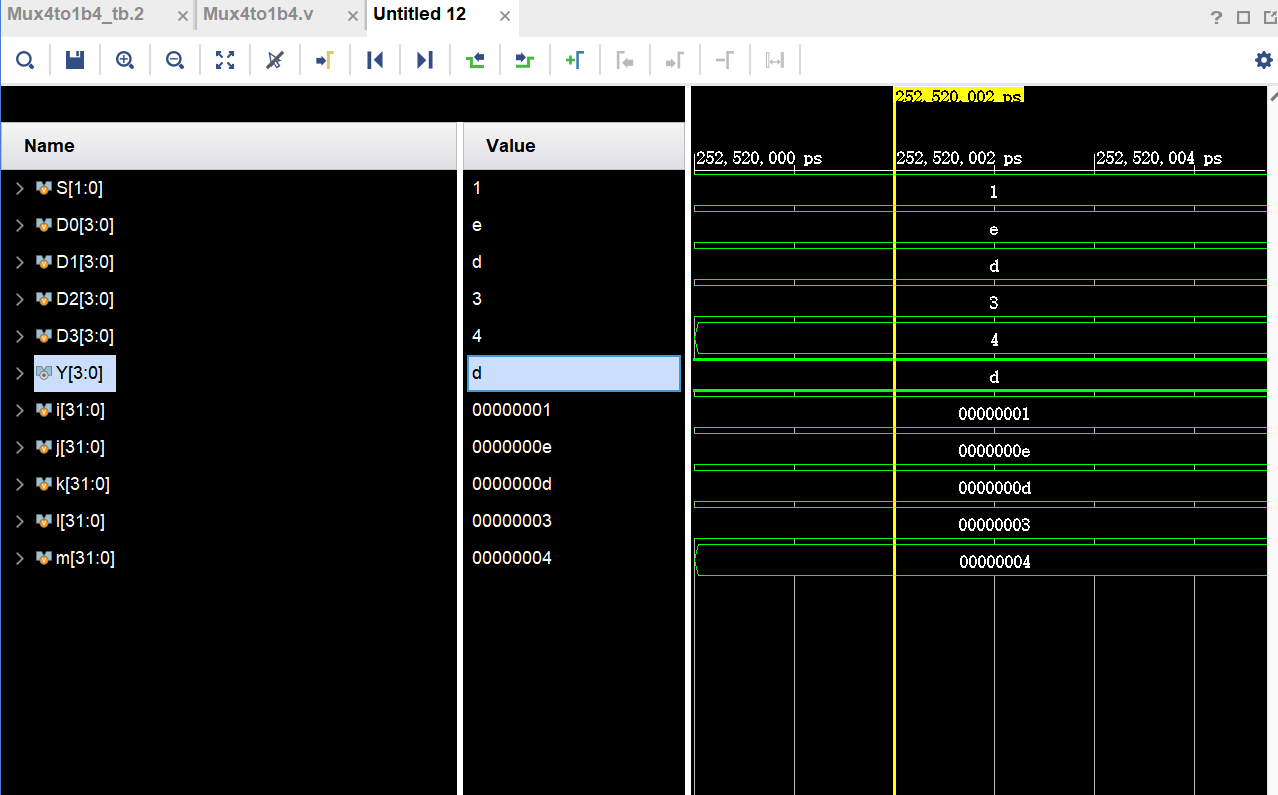 Mux4to1b4_tb.2 Mux4to1b4.v Untitled 12
252,520,002 ps
Name Value
252,520,000 ps 252,520,002 ps 252,520,004 ps
S[1:0] 1 1
D0[3:0] e e
D1[3:0] d d
D2[3:0] 3 3
D3[3:0] 4 4
Y[3:0] d d
i[31:0] 00000001 00000001
j[31:0] 0000000e 0000000e
k[31:0] 0000000d 0000000d
l[31:0] 00000003 00000003
m[31:0] 00000004 00000004